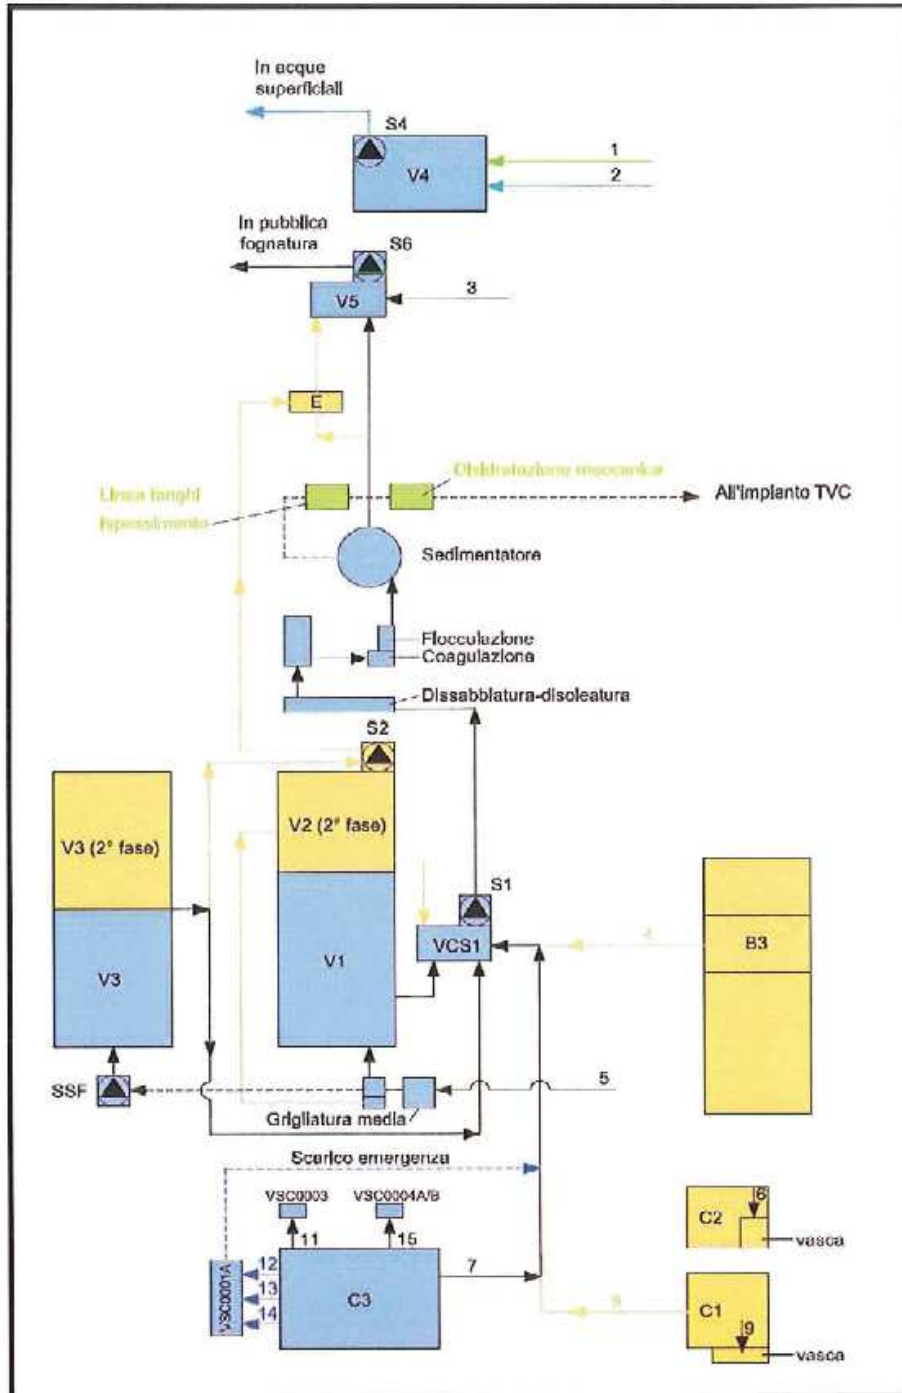 In acque
superficiali
S4
V4
1
2
In pubblica
fognatura
S6
V5
3
E
Disidratazione meccanica
Linea fanghi
Ispessimento
All'impianto TVC
Sedimentatore
Flocculazione
Coagulazione
Dissabbiatura-disoleatura
S2
V3 (2ª fase)
V2 (2ª fase)
S1
VCS1
4
B3
V3
V1
SSF
5
Grigliatura media
Scarico emergenza
VSC0003
VSC0004A/B
11
15
VSC0001A
12
13
14
C3
7
C2
6
vasca
C1
9
vasca